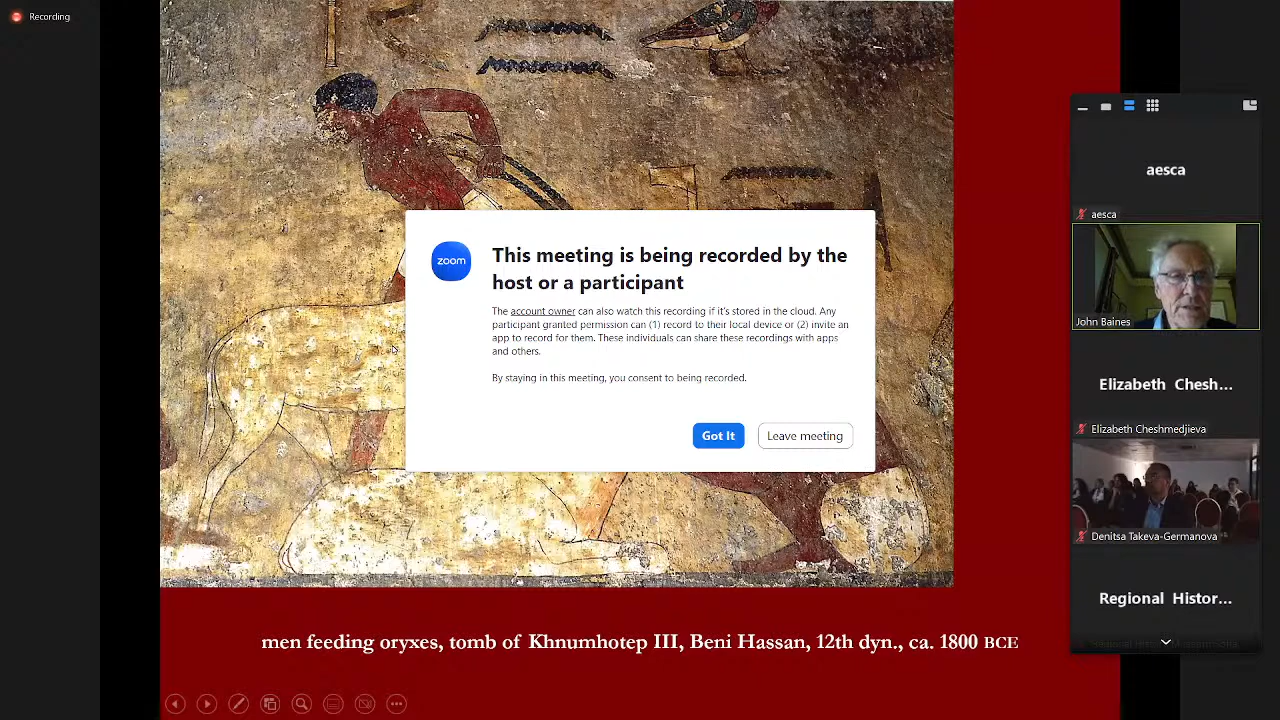 Recording
zoom
This meeting is being recorded by the
host or a participant
The account owner can also watch this recording if it's stored in the cloud. Any
participant granted permission can (1) record to their local device or (2) invite an
app to record for them. These individuals can share these recordings with apps
and others.
By staying in this meeting, you consent to being recorded.
Got It
Leave meeting
aesca
aesca
John Baines
Elizabeth Chesh...
Elizabeth Cheshmedjieva
Denitsa Takeva-Germanova
Regional Histor...
men feeding oryxes, tomb of Khnumhotep III, Beni Hassan, 12th dyn., ca. 1800 BCE